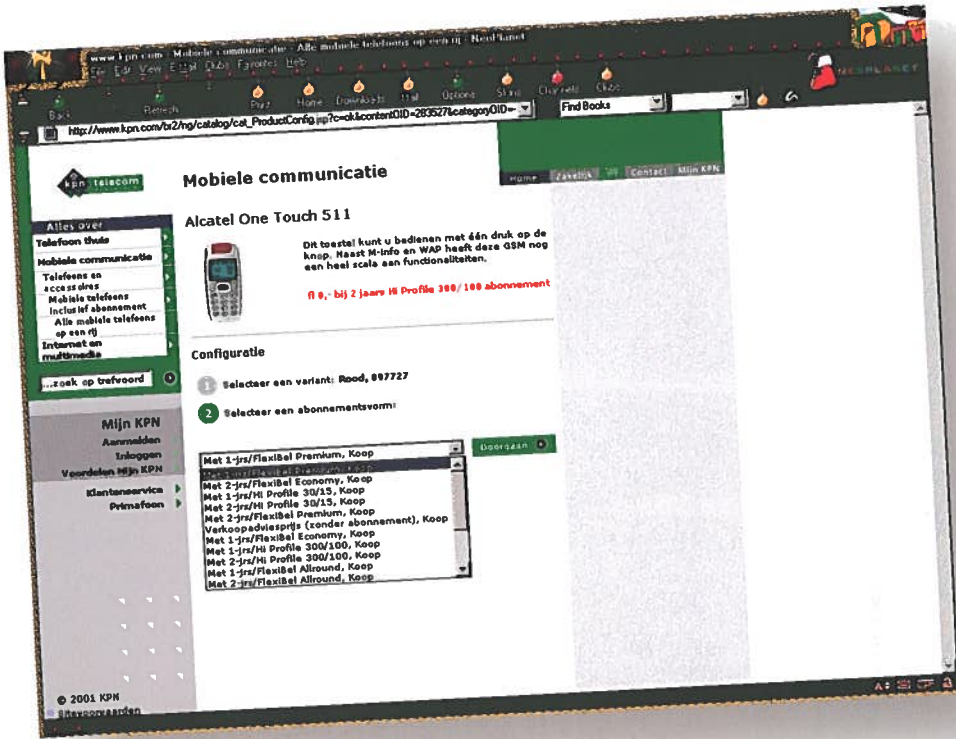 www.kpn.com - Mobiele communicatie - Alle mobiele telefoons op een rij - NeoPlanet
File Edit View E-Mail Clubs Favorites Help
Back Refresh Print Home Downloads Mail Options Skins Channels Clubs
NEOPLANET
http://www.kpn.com/br2/ng/catalog/cat_ProductConfig.jsp?c=ok&contentOID=283527&categoryOID=-
Find Books
kpn telecom
Mobiele communicatie
Home Zakelijk Contact Mijn KPN
Alles over
Telefoon thuis
Mobiele communicatie
Telefoons en
accessoires
Mobiele telefoons
Inclusief abonnement
Alle mobiele telefoons
op een rij
Internet en
multimedia
...zoek op trefwoord
Mijn KPN
Aanmelden
Inloggen
Voordelen Mijn KPN
Klantenservice
Primafoon
© 2001 KPN
Sitevoorwaarden
Alcatel One Touch 511
Dit toestel kunt u bedienen met één druk op de
knop. Naast M-info en WAP heeft deze GSM nog
een heel scala aan functionaliteiten.
fl 0,- bij 2 jaars Hi Profile 300/100 abonnement
Configuratie
1 Selecteer een variant: Rood, 897727
2 Selecteer een abonnementsvorm:
Met 1-jrs/FlexiBel Premium, Koop
Doorgaan
Met 1-jrs/FlexiBel Premium, Koop
Met 2-jrs/FlexiBel Economy, Koop
Met 1-jrs/Hi Profile 30/15, Koop
Met 2-jrs/Hi Profile 30/15, Koop
Met 2-jrs/FlexiBel Premium, Koop
Verkoopadviesprijs (zonder abonnement), Koop
Met 1-jrs/FlexiBel Economy, Koop
Met 1-jrs/Hi Profile 300/100, Koop
Met 2-jrs/Hi Profile 300/100, Koop
Met 1-jrs/FlexiBel Allround, Koop
Met 2-jrs/FlexiBel Allround, Koop